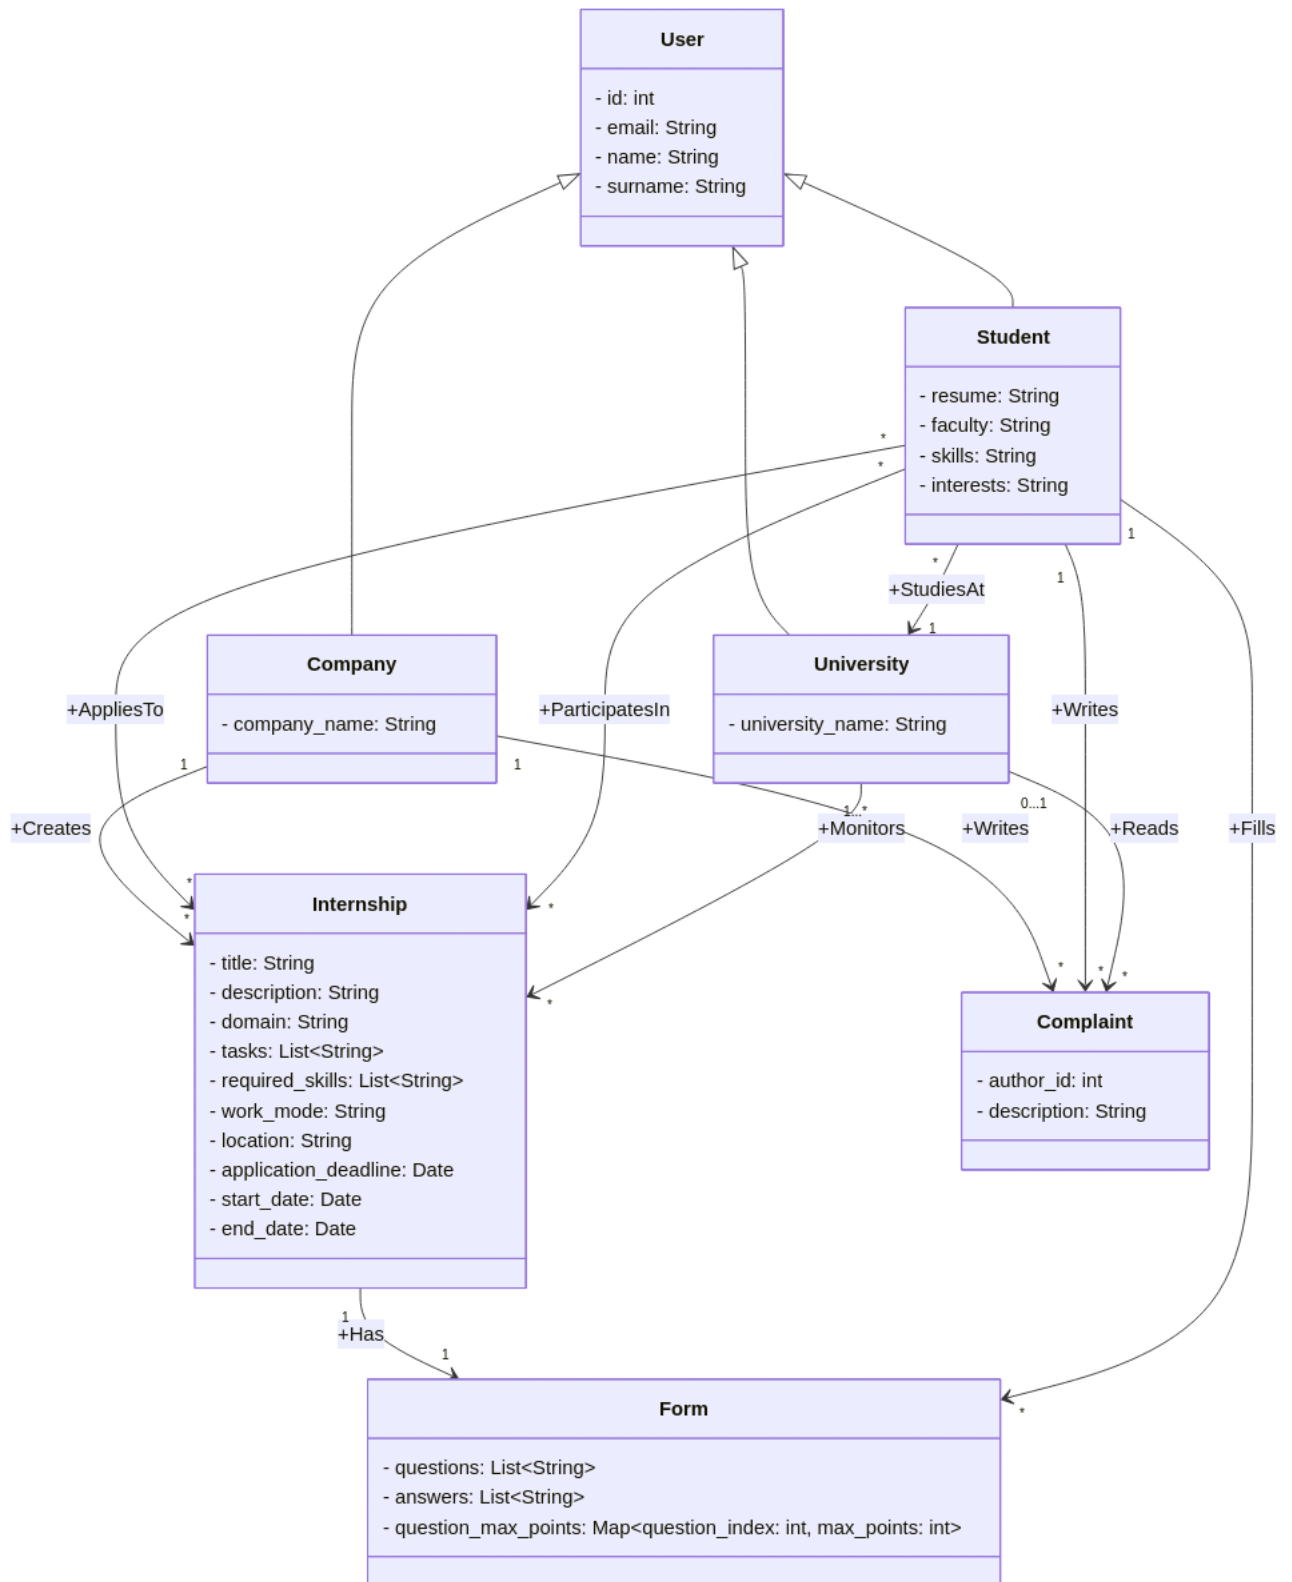 User
- id: int
- email: String
- name: String
- surname: String
Student
- resume: String
- faculty: String
- skills: String
- interests: String
*
*
*
1
1
+StudiesAt
1
Company
- company_name: String
University
- university_name: String
+AppliesTo
+ParticipatesIn
+Writes
1
1
1...*
0...1
+Creates
+Monitors
+Writes
+Reads
+Fills
*
*
*
*
*
*
*
Internship
- title: String
- description: String
- domain: String
- tasks: List<String>
- required_skills: List<String>
- work_mode: String
- location: String
- application_deadline: Date
- start_date: Date
- end_date: Date
Complaint
- author_id: int
- description: String
1
+Has
1
*
Form
- questions: List<String>
- answers: List<String>
- question_max_points: Map<question_index: int, max_points: int>